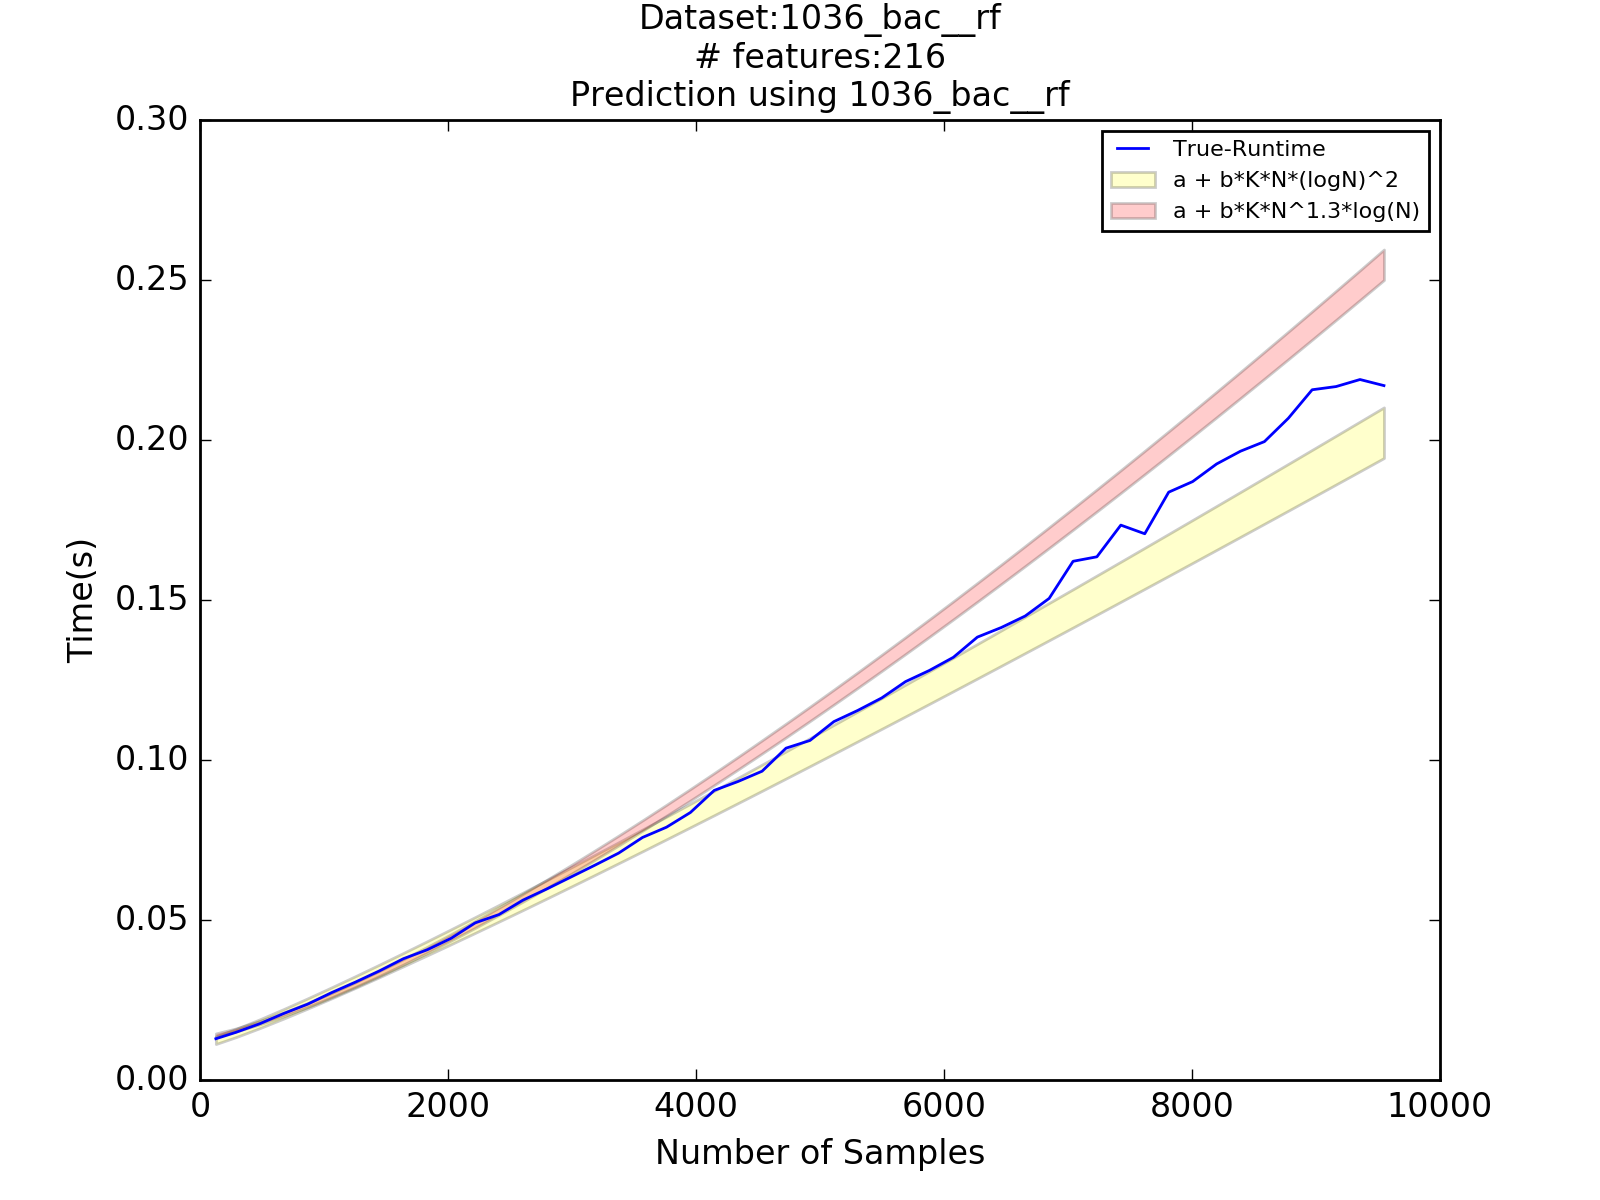 Dataset:1036_bac__rf
# features:216
Prediction using 1036_bac__rf
0.30
0.25
0.20
0.15
0.10
0.05
0.00
Time(s)
True-Runtime
a + b*K*N*(logN)^2
a + b*K*N^1.3*log(N)
0 2000 4000 6000 8000 10000
Number of Samples